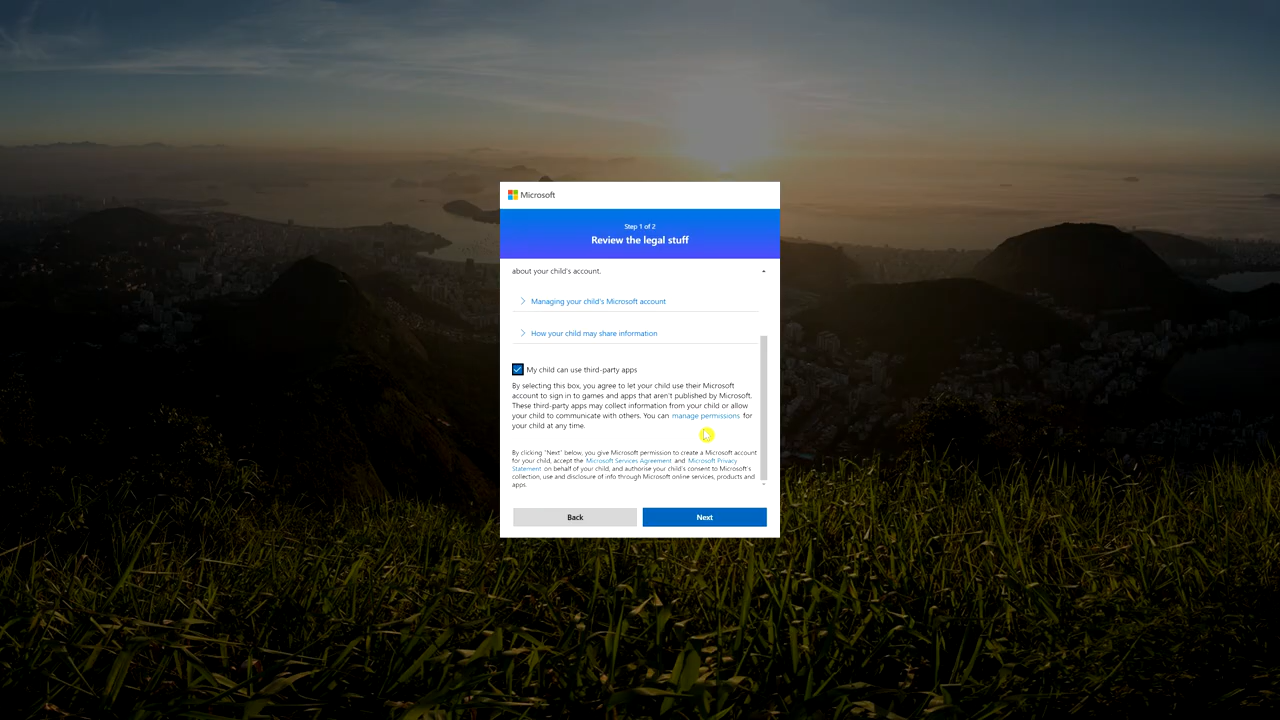 Microsoft
Step 1 of 2
Review the legal stuff
about your child's account.
Managing your child's Microsoft account
How your child may share information
My child can use third-party apps
By selecting this box, you agree to let your child use their Microsoft
account to sign in to games and apps that aren't published by Microsoft.
These third-party apps may collect information from your child or allow
your child to communicate with others. You can manage permissions for
your child at any time.
By clicking "Next" below, you give Microsoft permission to create a Microsoft account
for your child, accept the Microsoft Services Agreement and Microsoft Privacy
Statement on behalf of your child, and authorise your child's consent to Microsoft's
collection, use and disclosure of info through Microsoft online services, products and
apps.
Back
Next